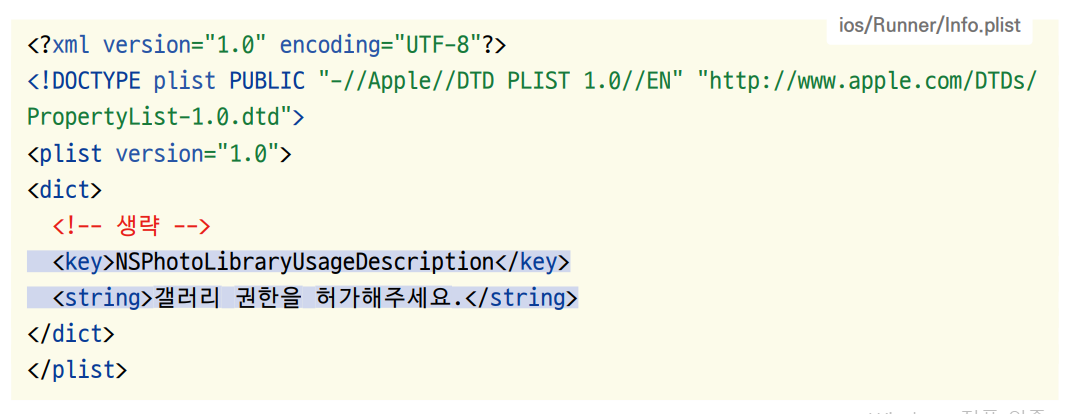 ios/Runner/Info.plist
<?xml version="1.0" encoding="UTF-8"?>
<!DOCTYPE plist PUBLIC "-//Apple//DTD PLIST 1.0//EN" "http://www.apple.com/DTDs/
PropertyList-1.0.dtd">
<plist version="1.0">
<dict>
<!-- 생략 -->
<key>NSPhotoLibraryUsageDescription</key>
<string>갤러리 권한을 허가해주세요.</string>
</dict>
</plist>